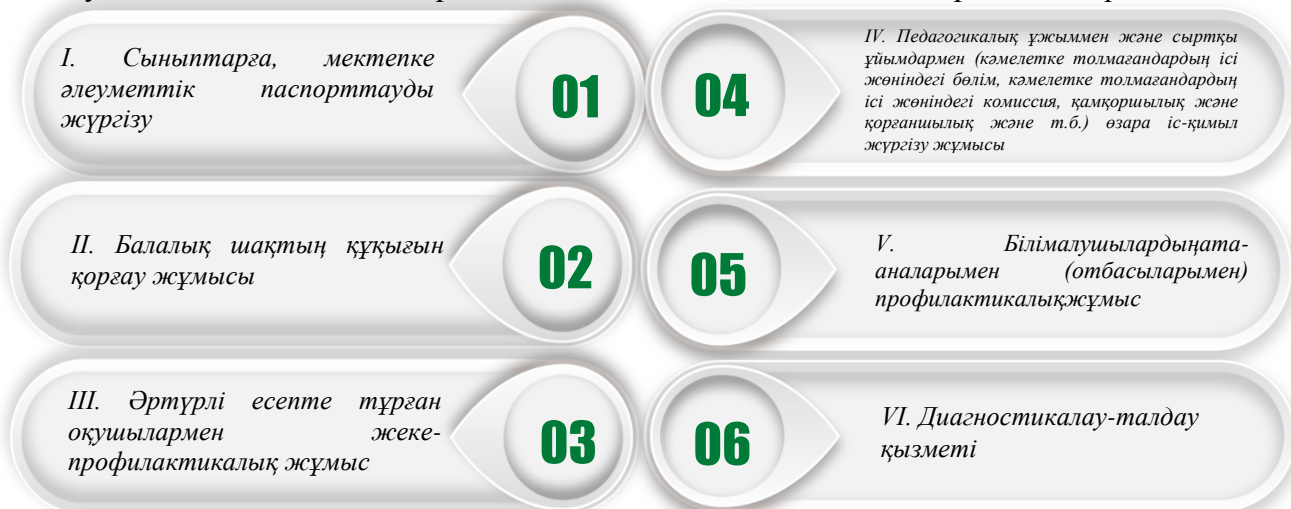 I. Сыныптарға, мектепке
әлеуметтік паспорттауды
жүргізу
01
II. Балалық шақтың құқығын
қорғау жұмысы
02
III. Әртүрлі есепте тұрған
оқушылармен жеке-
профилактикалық жұмыс
03
04
IV. Педагогикалық ұжыммен және сыртқы
ұйымдармен (кәмелетке толмағандардың ісі
жөніндегі бөлім, кәмелетке толмағандардың
ісі жөніндегі комиссия, қамқоршылық және
қорғаншылық және т.б.) өзара іс-қимыл
жүргізу жұмысы
05
V. Білімалушылардыңата-
аналарымен (отбасыларымен)
профилактикалықжұмыс
06
VI. Диагностикалау-талдау
қызметі